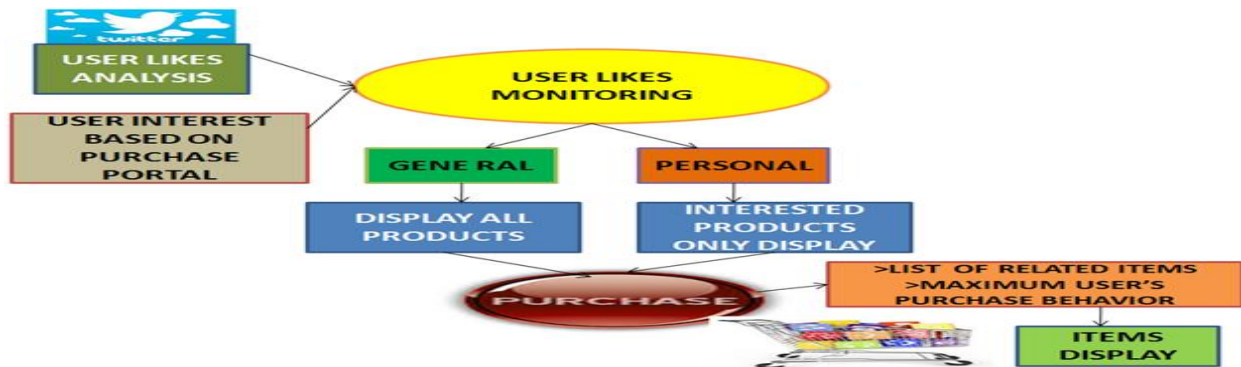 twitter
USER LIKES
ANALYSIS
USER LIKES
MONITORING
USER INTEREST
BASED ON
PURCHASE
PORTAL
GENE RAL
PERSONAL
DISPLAY ALL
PRODUCTS
INTERESTED
PRODUCTS
ONLY DISPLAY
PURCHASE
>LIST OF RELATED ITEMS
>MAXIMUM USER'S
PURCHASE BEHAVIOR
ITEMS
DISPLAY